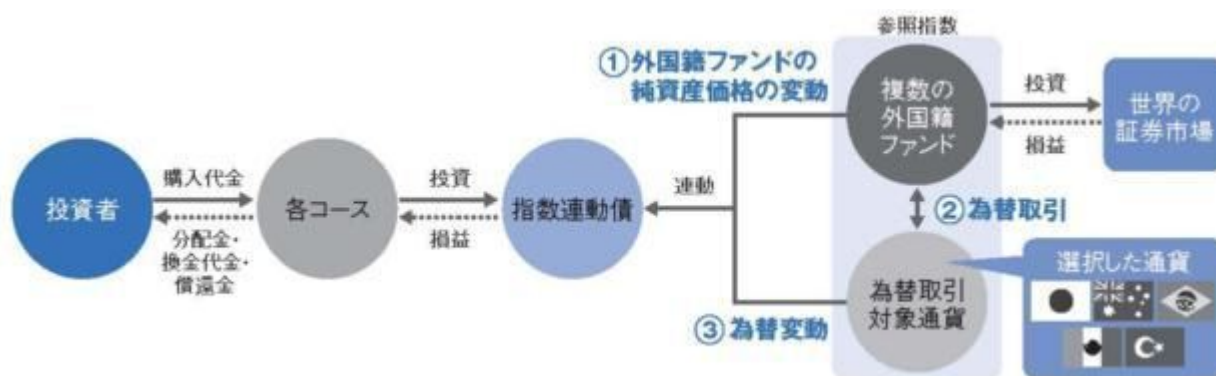 参照指数
①外国籍ファンドの
純資産価格の変動
複数の
外国籍
ファンド
投資
損益
世界の
証券市場
投資者
購入代金
分配金・
換金代金・
償還金
各コース
投資
損益
指数連動債
連動
②為替取引
③為替変動
為替取引
対象通貨
選択した通貨